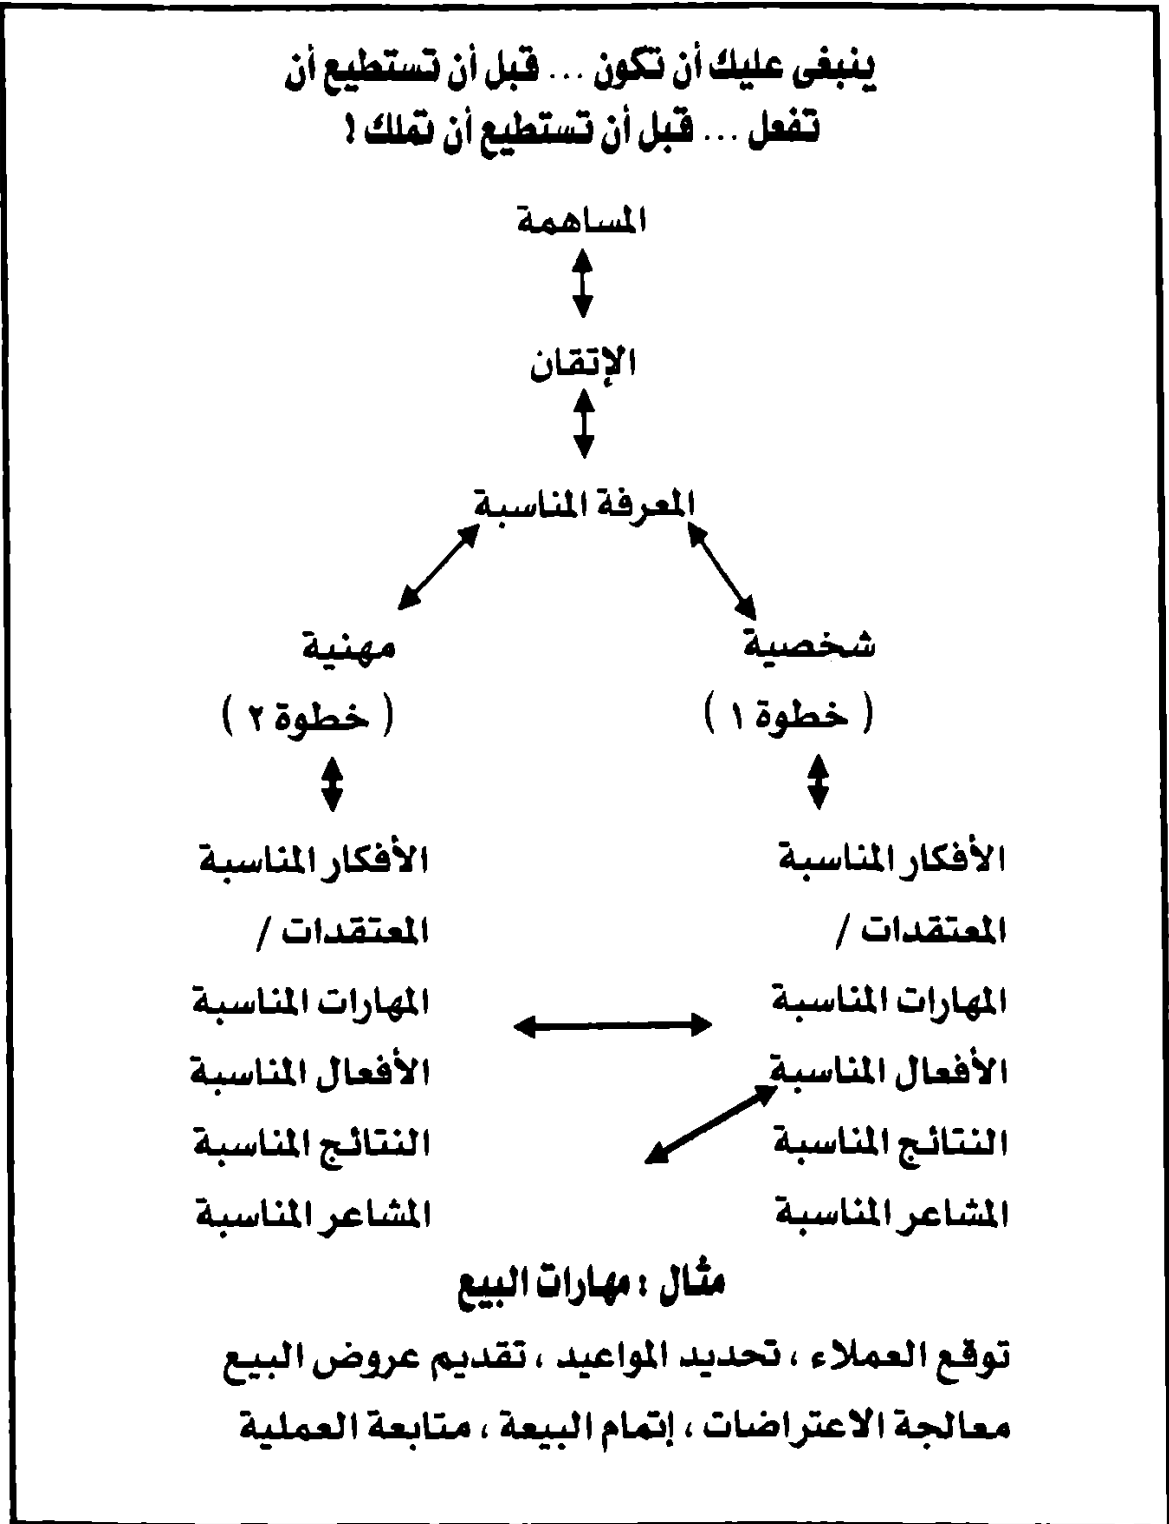 ينبغى عليك أن تكون ... قبل أن تستطيع أن
تفعل ... قبل أن تستطيع أن تملك !
المساهمة
الإتقان
المعرفة المناسبة
شخصية
( خطوة ١ )
الأفكار المناسبة
المعتقدات /
المهارات المناسبة
الأفعال المناسبة
النتائج المناسبة
المشاعر المناسبة
مهنية
( خطوة ٢ )
الأفكار المناسبة
المعتقدات /
المهارات المناسبة
الأفعال المناسبة
النتائج المناسبة
المشاعر المناسبة
مثال : مهارات البيع
توقع العملاء ، تحديد المواعيد ، تقديم عروض البيع
معالجة الاعتراضات ، إتمام البيعة ، متابعة العملية